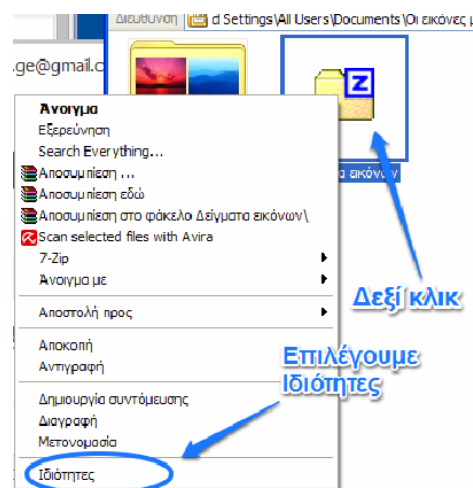 Διεύθυνση d Settings\All Users\Documents\Οι εικόνες μ
.ge@gmail.c
Z
α εικόνων
Άνοιγμα
Εξερεύνηση
Search Everything...
Αποσυμπίεση ...
Αποσυμπίεση εδώ
Αποσυμπίεση στο φάκελο Δείγματα εικόνων\
Scan selected files with Avira
7-Zip
Άνοιγμα με
Δεξί κλικ
Αποστολή προς
Αποκοπή
Αντιγραφή
Επιλέγουμε
Ιδιότητες
Δημιουργία συντόμευσης
Διαγραφή
Μετονομασία
Ιδιότητες